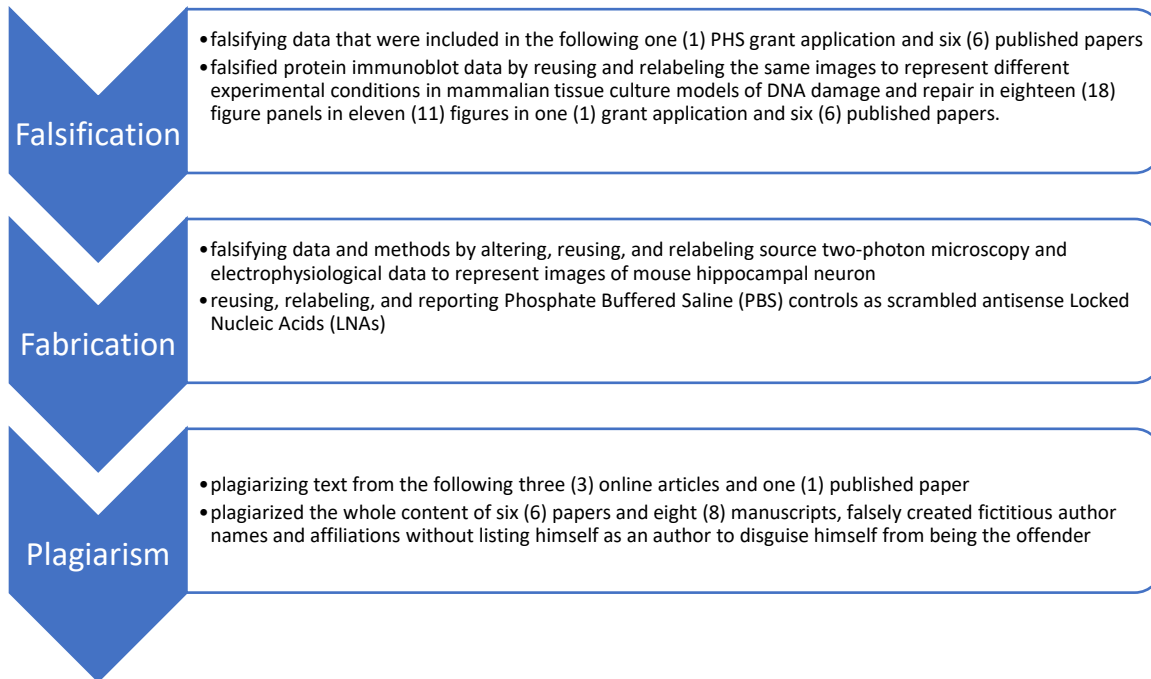 Falsification
•falsifying data that were included in the following one (1) PHS grant application and six (6) published papers
•falsified protein immunoblot data by reusing and relabeling the same images to represent different
experimental conditions in mammalian tissue culture models of DNA damage and repair in eighteen (18)
figure panels in eleven (11) figures in one (1) grant application and six (6) published papers.
Fabrication
•falsifying data and methods by altering, reusing, and relabeling source two-photon microscopy and
electrophysiological data to represent images of mouse hippocampal neuron
•reusing, relabeling, and reporting Phosphate Buffered Saline (PBS) controls as scrambled antisense Locked
Nucleic Acids (LNAs)
Plagiarism
•plagiarizing text from the following three (3) online articles and one (1) published paper
•plagiarized the whole content of six (6) papers and eight (8) manuscripts, falsely created fictitious author
names and affiliations without listing himself as an author to disguise himself from being the offender